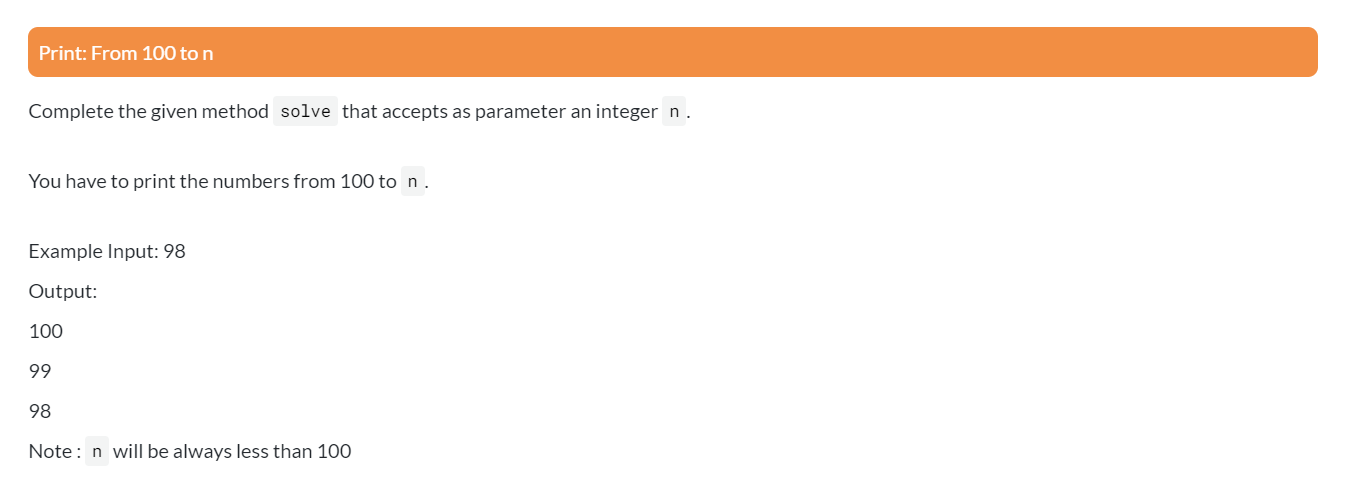 Print: From 100 to n
Complete the given method solve that accepts as parameter an integer n .
You have to print the numbers from 100 to n .
Example Input: 98
Output:
100
99
98
Note : n will be always less than 100